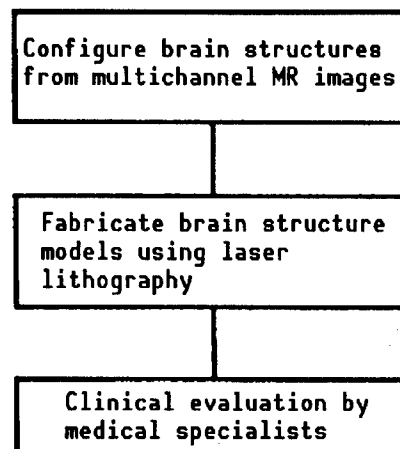 Configure brain structures
from multichannel MR images
Fabricate brain structure
models using laser
lithography
Clinical evaluation by
medical specialists